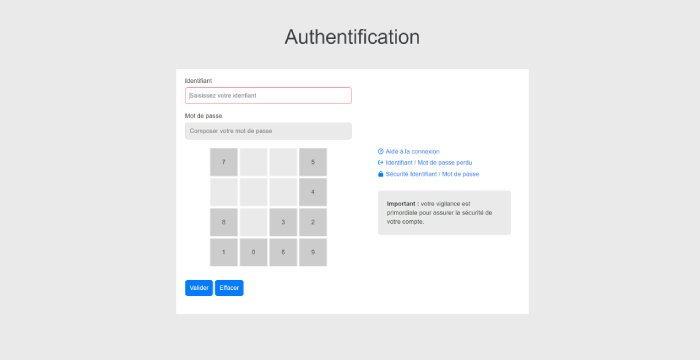 Authentification
Identifiant
Saisissez votre idenfiant
Mot de passe
Composer votre mot de passe
7 5
4
8 3 2
1 0 6 9
Aide à la connexion
Identifiant / Mot de passe perdu
Sécurité Identifiant / Mot de passe
Important : votre vigilance est
primordiale pour assurer la sécurité de
votre compte.
Valider Effacer